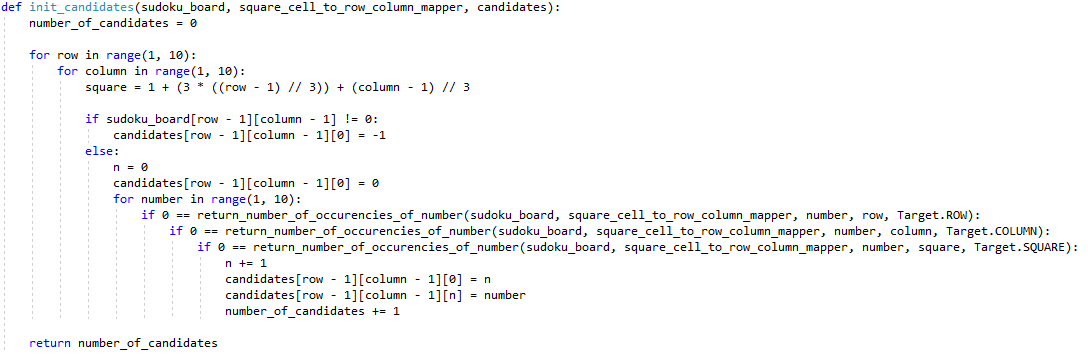 def init_candidates(sudoku_board, square_cell_to_row_column_mapper, candidates):
    number_of_candidates = 0

    for row in range(1, 10):
        for column in range(1, 10):
            square = 1 + (3 * ((row - 1) // 3)) + (column - 1) // 3

            if sudoku_board[row - 1][column - 1] != 0:
                candidates[row - 1][column - 1][0] = -1
            else:
                n = 0
                candidates[row - 1][column - 1][0] = 0
                for number in range(1, 10):
                    if 0 == return_number_of_occurencies_of_number(sudoku_board, square_cell_to_row_column_mapper, number, row, Target.ROW):
                        if 0 == return_number_of_occurencies_of_number(sudoku_board, square_cell_to_row_column_mapper, number, column, Target.COLUMN):
                            if 0 == return_number_of_occurencies_of_number(sudoku_board, square_cell_to_row_column_mapper, number, square, Target.SQUARE):
                                n += 1
                                candidates[row - 1][column - 1][0] = n
                                candidates[row - 1][column - 1][n] = number
                                number_of_candidates += 1

    return number_of_candidates